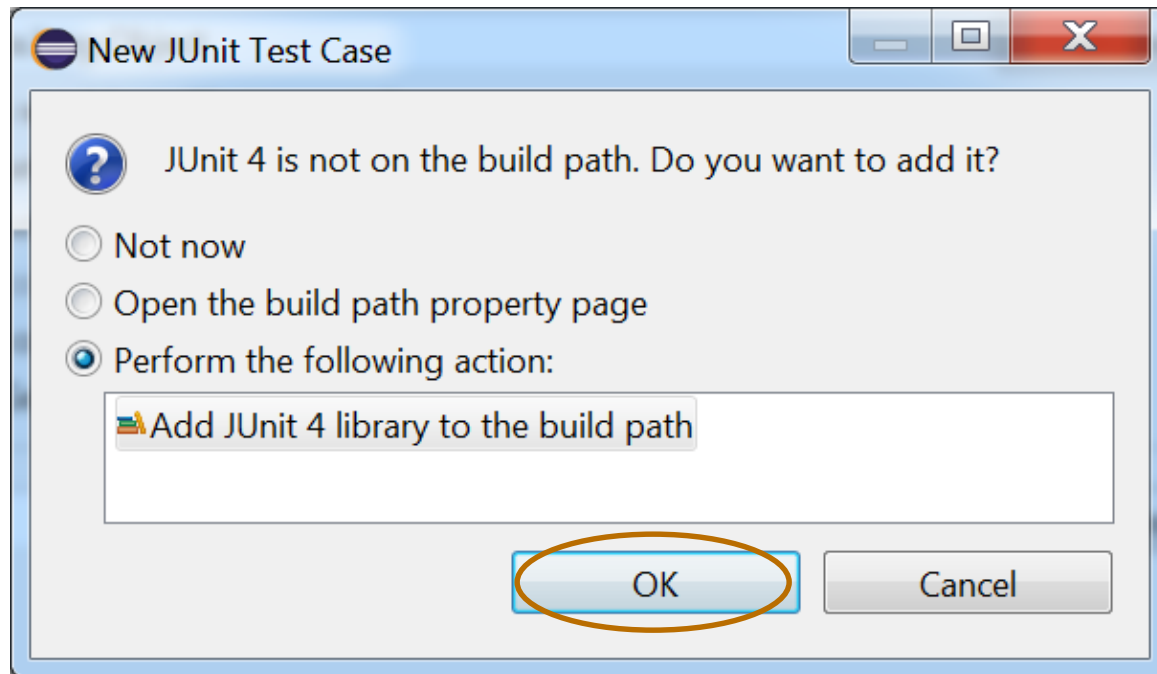 New JUnit Test Case
JUnit 4 is not on the build path. Do you want to add it?
Not now
Open the build path property page
Perform the following action:
Add JUnit 4 library to the build path
OK Cancel